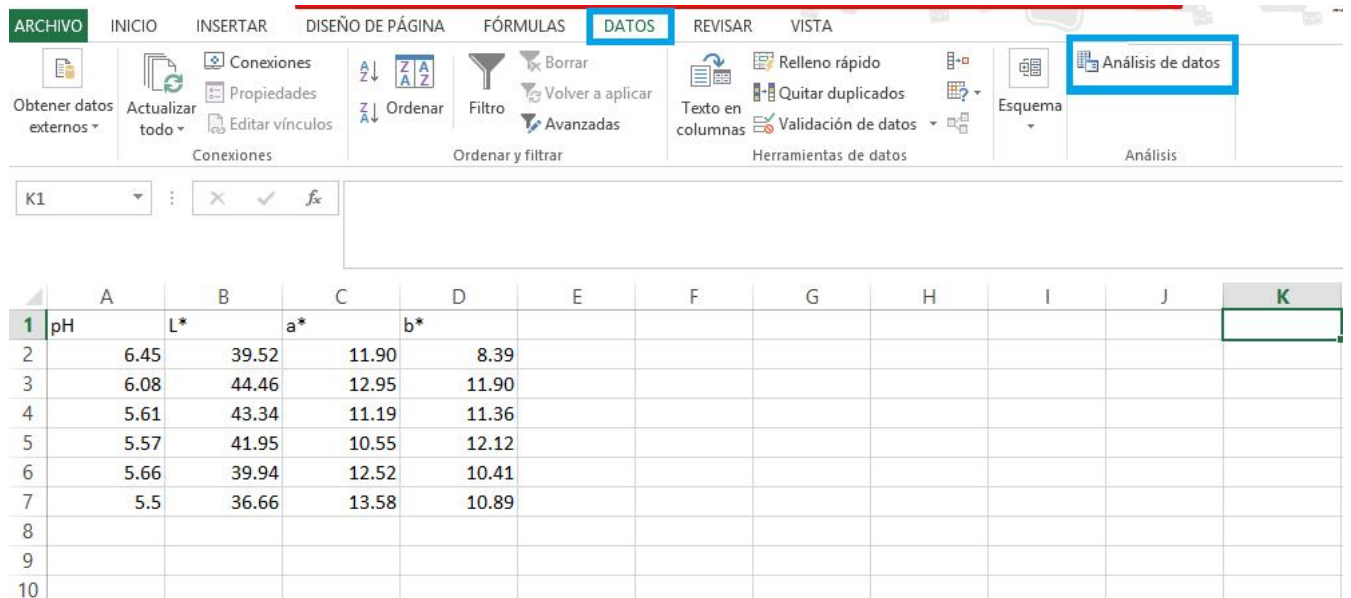 ARCHIVO INICIO INSERTAR DISEÑO DE PÁGINA FÓRMULAS DATOS REVISAR VISTA
Obtener datos externos
Actualizar todo
Conexiones
Propiedades
Editar vínculos
Conexiones
Ordenar
Filtro
Borrar
Volver a aplicar
Avanzadas
Ordenar y filtrar
Texto en columnas
Relleno rápido
Quitar duplicados
Validación de datos
Herramientas de datos
Esquema
Análisis de datos
Análisis
K1 fx
A B C D E F G H I J K
1 pH L* a* b*
2 6.45 39.52 11.90 8.39
3 6.08 44.46 12.95 11.90
4 5.61 43.34 11.19 11.36
5 5.57 41.95 10.55 12.12
6 5.66 39.94 12.52 10.41
7 5.5 36.66 13.58 10.89
8
9
10